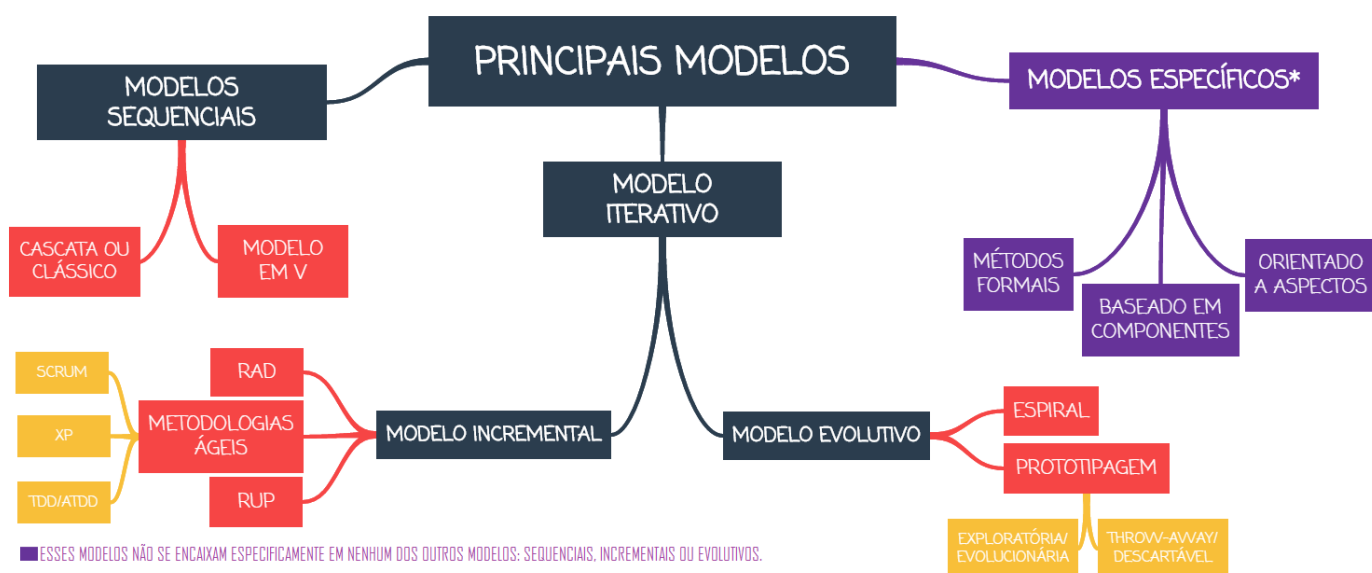 PRINCIPAIS MODELOS
MODELOS
SEQUENCIAIS
MODELOS ESPECÍFICOS*
MODELO
ITERATIVO
CASCATA OU
CLÁSSICO
MODELO
EM V
MÉTODOS
FORMAIS
BASEADO EM
COMPONENTES
ORIENTADO
A ASPECTOS
SCRUM
XP
TDD/ATDD
METODOLOGIAS
ÁGEIS
RAD
RUP
MODELO INCREMENTAL
MODELO EVOLUTIVO
ESPIRAL
PROTOTIPAGEM
EXPLORATÓRIA/
EVOLUCIONÁRIA
THROW-AWAY/
DESCARTÁVEL
ESSES MODELOS NÃO SE ENCAIXAM ESPECIFICAMENTE EM NENHUM DOS OUTROS MODELOS: SEQUENCIAIS, INCREMENTAIS OU EVOLUTIVOS.